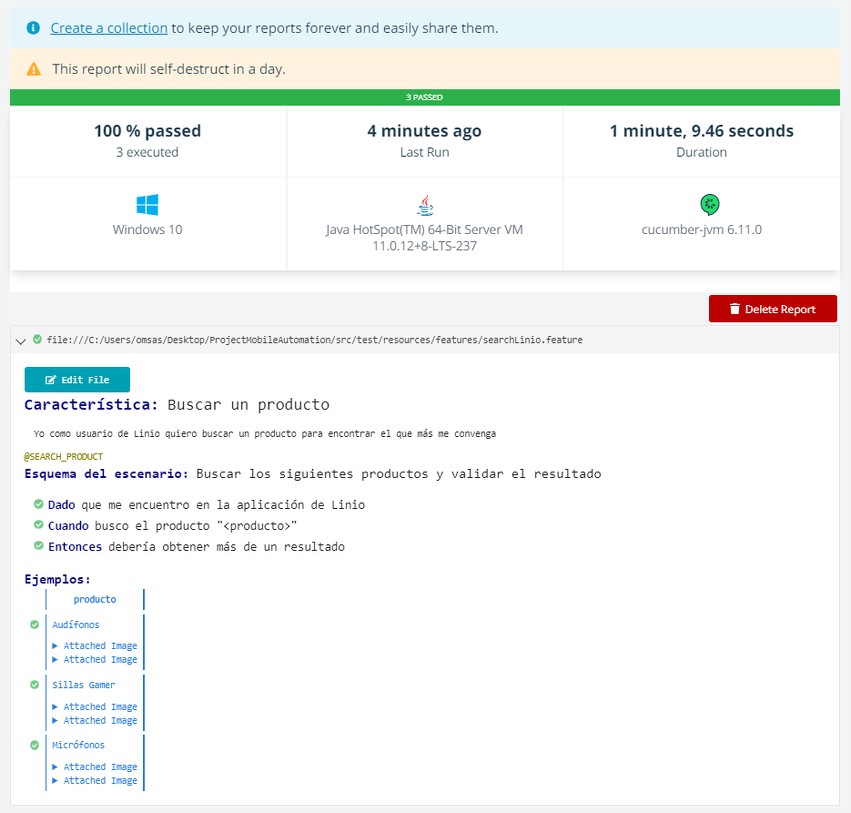 Create a collection to keep your reports forever and easily share them.
This report will self-destruct in a day.
3 PASSED
100 % passed
3 executed
4 minutes ago
Last Run
1 minute, 9.46 seconds
Duration
Windows 10
Java HotSpot(TM) 64-Bit Server VM
11.0.12+8-LTS-237
cucumber-jvm 6.11.0
Delete Report
file:///C:/Users/omsas/Desktop/ProjectMobileAutomation/src/test/resources/features/searchLinio.feature
Edit File
Característica: Buscar un producto
Yo como usuario de Linio quiero buscar un producto para encontrar el que más me convenga
@SEARCH_PRODUCT
Esquema del escenario: Buscar los siguientes productos y validar el resultado
Dado que me encuentro en la aplicación de Linio
Cuando busco el producto "<producto>"
Entonces debería obtener más de un resultado
Ejemplos:
producto
Audífonos
Attached Image
Attached Image
Sillas Gamer
Attached Image
Attached Image
Micrófonos
Attached Image
Attached Image